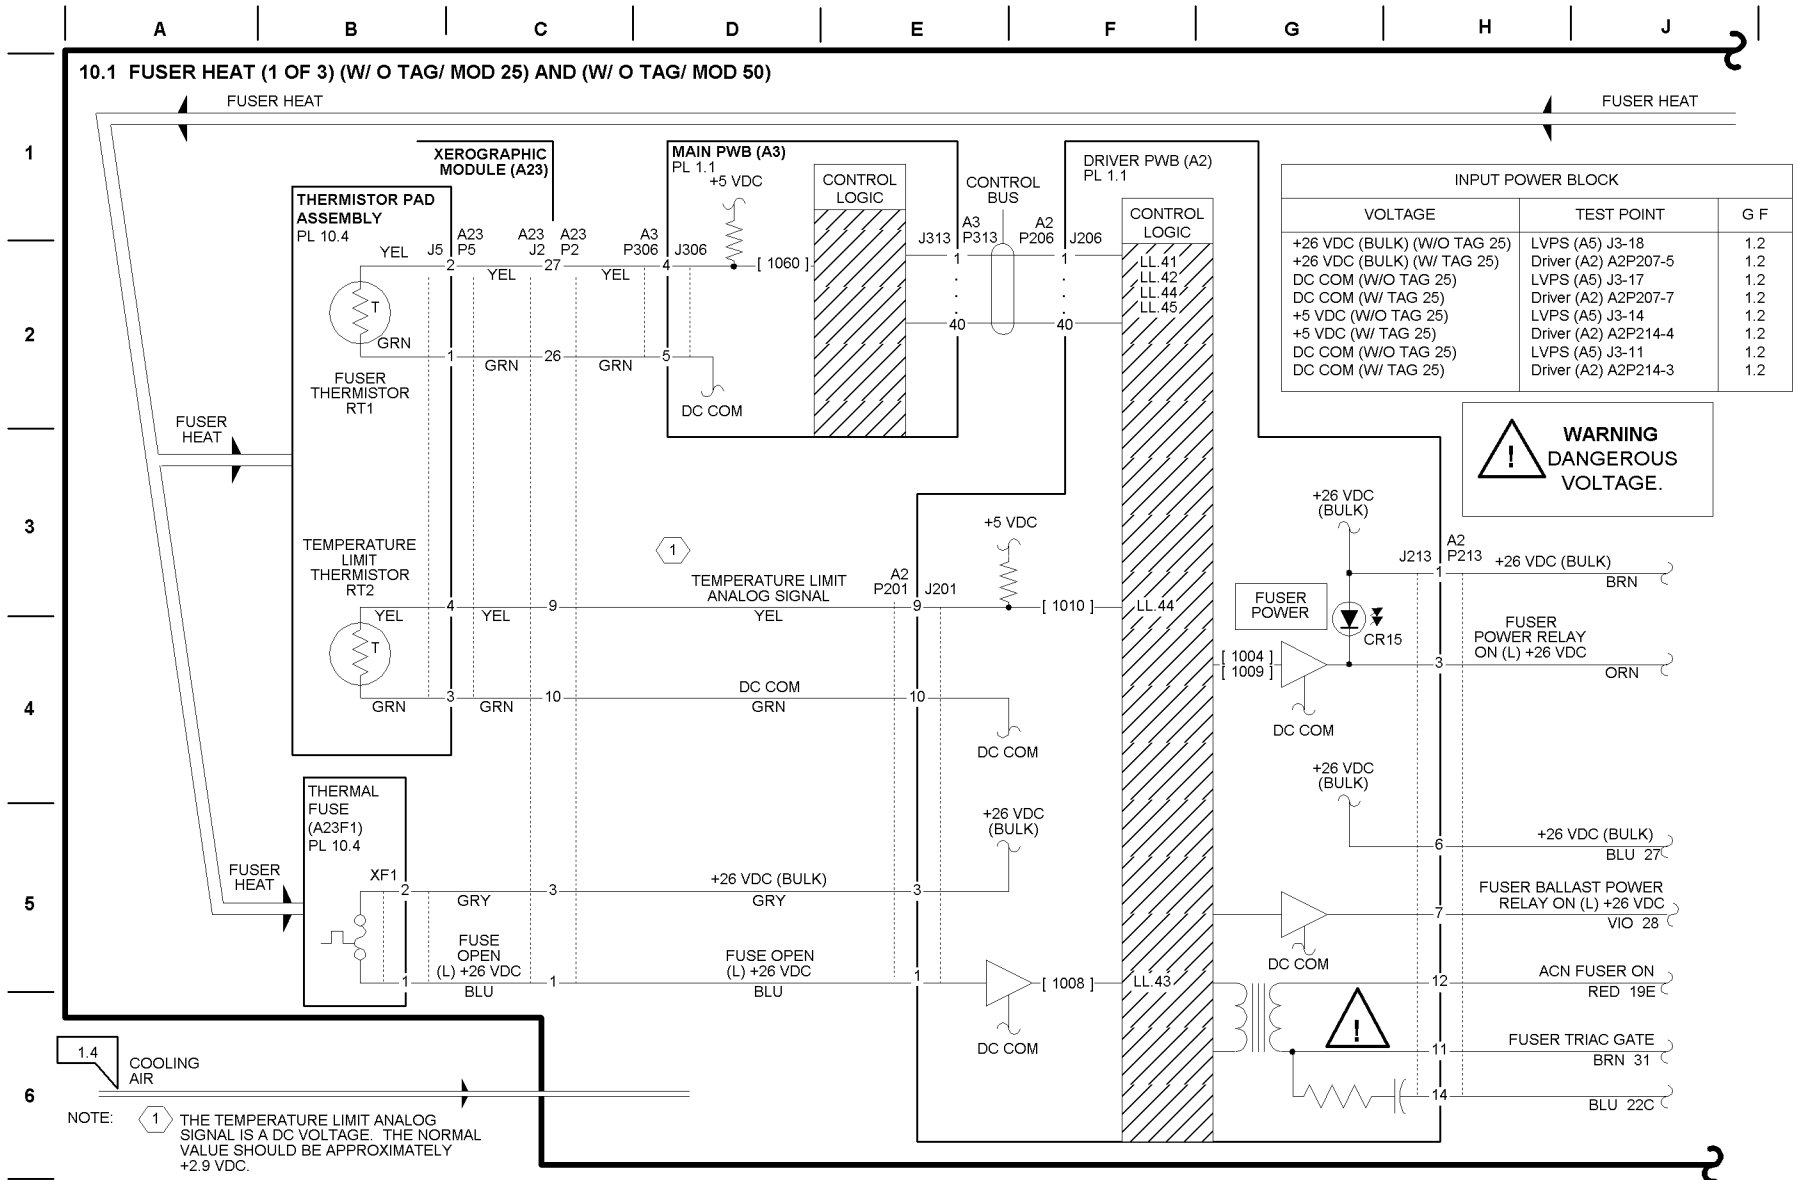 A B C D E F G H J
10.1 FUSER HEAT (1 OF 3) (W/ O TAG/ MOD 25) AND (W/ O TAG/ MOD 50)
FUSER HEAT
FUSER HEAT
1
2
3
4
5
6
XEROGRAPHIC
MODULE (A23)
THERMISTOR PAD
ASSEMBLY
PL 10.4
YEL
J5
A23
P5
2
YEL
A23
J2
A23
P2
27
YEL
A3
P306
J306
4
T
GRN
1
GRN
26
GRN
5
FUSER
THERMISTOR
RT1
MAIN PWB (A3)
PL 1.1
+5 VDC
[ 1060 ]
DC COM
CONTROL
LOGIC
CONTROL
BUS
J313
A3
P313
A2
P206
J206
1
.
.
40
1
.
.
40
DRIVER PWB (A2)
PL 1.1
CONTROL
LOGIC
LL.41
LL.42
LL.44
LL.45
INPUT POWER BLOCK
VOLTAGE TEST POINT G F
+26 VDC (BULK) (W/O TAG 25) LVPS (A5) J3-18 1.2
+26 VDC (BULK) (W/ TAG 25) Driver (A2) A2P207-5 1.2
DC COM (W/O TAG 25) LVPS (A5) J3-17 1.2
DC COM (W/ TAG 25) Driver (A2) A2P207-7 1.2
+5 VDC (W/O TAG 25) LVPS (A5) J3-14 1.2
+5 VDC (W/ TAG 25) Driver (A2) A2P214-4 1.2
DC COM (W/O TAG 25) LVPS (A5) J3-11 1.2
DC COM (W/ TAG 25) Driver (A2) A2P214-3 1.2
!
WARNING
DANGEROUS
VOLTAGE.
FUSER
HEAT
TEMPERATURE
LIMIT
THERMISTOR
RT2
YEL
4
YEL
9
1
TEMPERATURE LIMIT
ANALOG SIGNAL
YEL
A2
P201
J201
9
+5 VDC
[ 1010 ]
LL.44
T
GRN
3
GRN
10
DC COM
GRN
10
DC COM
+26 VDC
(BULK)
J213
A2
P213
1
+26 VDC (BULK)
BRN
FUSER
POWER
CR15
[ 1004 ]
[ 1009 ]
3
FUSER
POWER RELAY
ON (L) +26 VDC
ORN
DC COM
+26 VDC
(BULK)
6
+26 VDC (BULK)
BLU 27
THERMAL
FUSE
(A23F1)
PL 10.4
FUSER
HEAT
XF1
2
GRY
3
+26 VDC (BULK)
GRY
3
+26 VDC
(BULK)
7
FUSER BALLAST POWER
RELAY ON (L) +26 VDC
VIO 28
DC COM
1
FUSE
OPEN
(L) +26 VDC
BLU
1
FUSE OPEN
(L) +26 VDC
BLU
1
[ 1008 ]
LL.43
DC COM
12
ACN FUSER ON
RED 19E
!
11
FUSER TRIAC GATE
BRN 31
14
BLU 22C
1.4
COOLING
AIR
NOTE: 1 THE TEMPERATURE LIMIT ANALOG
SIGNAL IS A DC VOLTAGE. THE NORMAL
VALUE SHOULD BE APPROXIMATELY
+2.9 VDC.